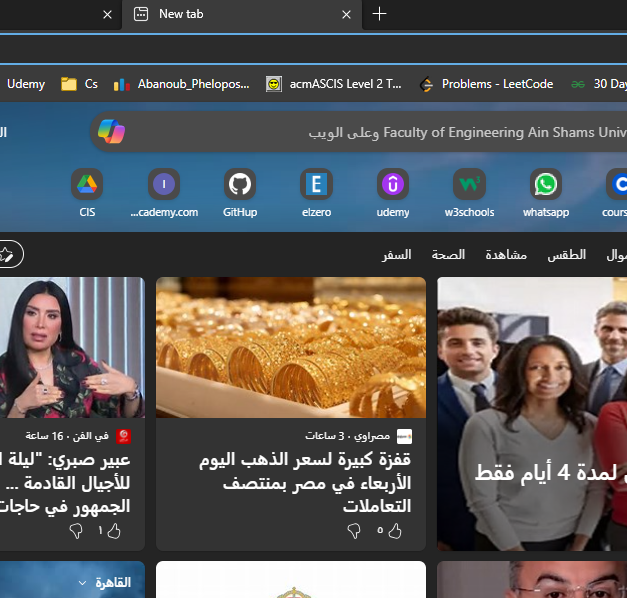 New tab
Udemy
Cs
Abanoub_Phelopos...
acmASCIS Level 2 T...
Problems - LeetCode
30 Day
Faculty of Engineering Ain Shams Univ وعلى الويب
CIS
...cademy.com
GitHup
elzero
udemy
w3schools
whatsapp
cours
الطقس
مشاهدة
الصحة
السفر
لمدة 4 أيام فقط
مصراوي · 3 ساعات
قفزة كبيرة لسعر الذهب اليوم
الأربعاء في مصر بمنتصف
التعاملات
٥
في الفن · 16 ساعة
عبير صبري: "ليلة ا
للأجيال القادمة ...
الجمهور في حاجات
١
القاهرة